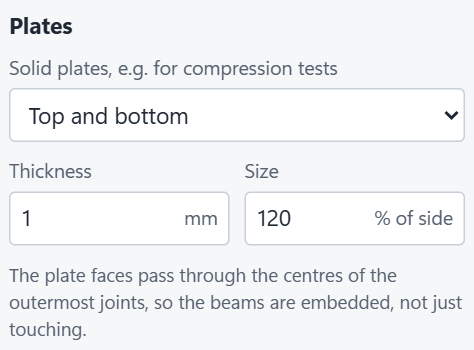 Plates
Solid plates, e.g. for compression tests
Top and bottom
Thickness Size
1 mm 120 % of side
The plate faces pass through the centres of the
outermost joints, so the beams are embedded, not just
touching.